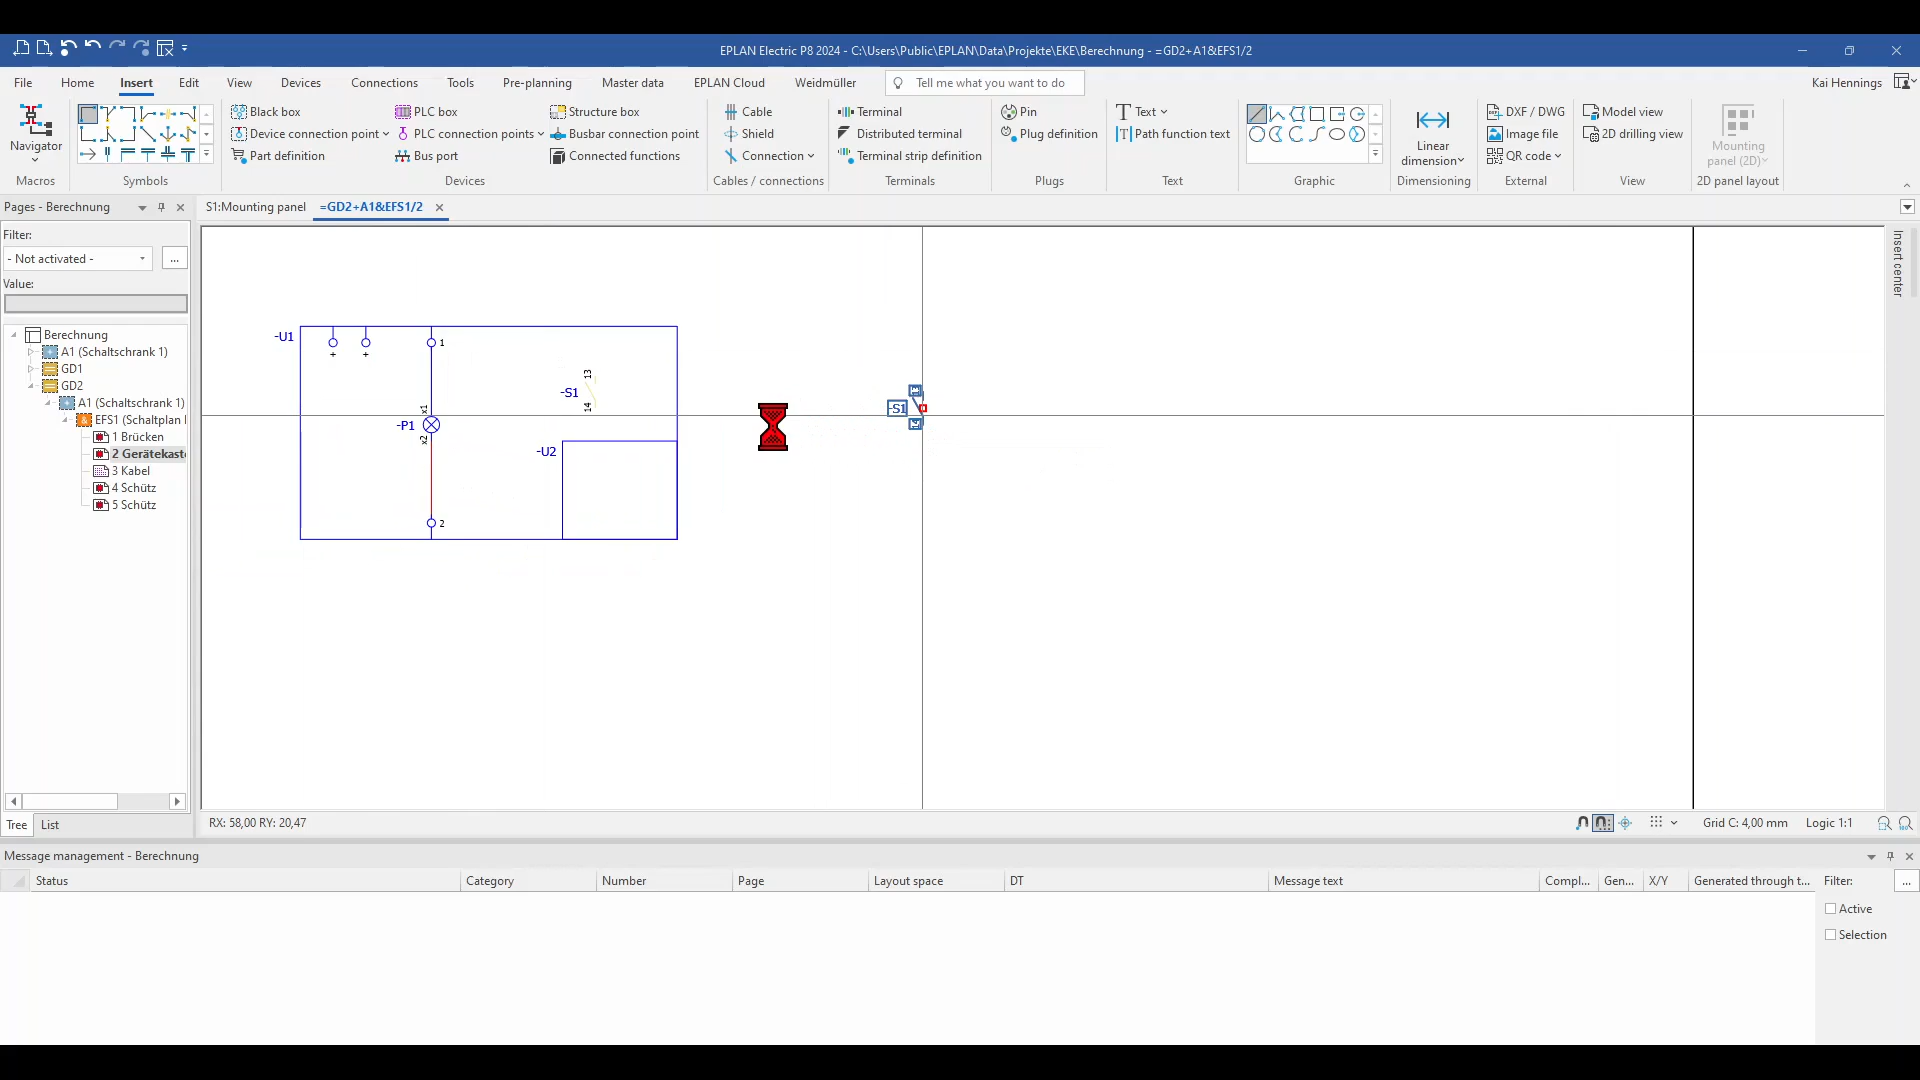 EPLAN Electric P8 2024 - C:\Users\Public\EPLAN\Data\Projekte\EKE\Berechnung - =GD2+A1&EFS1/2
File Home Insert Edit View Devices Connections Tools Pre-planning Master data EPLAN Cloud Weidmüller Tell me what you want to do Kai Hennings
Black box PLC box Structure box Cable Terminal Pin Text DXF / DWG Model view
Navigator Device connection point PLC connection points Busbar connection point Shield Distributed terminal Plug definition Path function text Linear dimension Image file 2D drilling view Mounting panel (2D)
Part definition Bus port Connected functions Connection Terminal strip definition QR code
Macros Symbols Devices Cables / connections Terminals Plugs Text Graphic Dimensioning External View 2D panel layout
Pages - Berechnung S1:Mounting panel =GD2+A1&EFS1/2
Filter:
- Not activated - ...
Value:
Berechnung
A1 (Schaltschrank 1)
GD1
GD2
A1 (Schaltschrank 1)
EFS1 (Schaltplan
1 Brücken
2 Gerätekast
3 Kabel
4 Schütz
5 Schütz
Tree List
Insert center
-U1
+ + 1
13
-S1
14
x1
-P1
x2
-U2
2
-S1
13
14
RX: 58,00 RY: 20,47 Grid C: 4,00 mm Logic 1:1
Message management - Berechnung
Status Category Number Page Layout space DT Message text Compl... Gen... X/Y Generated through t... Filter: ...
Active
Selection